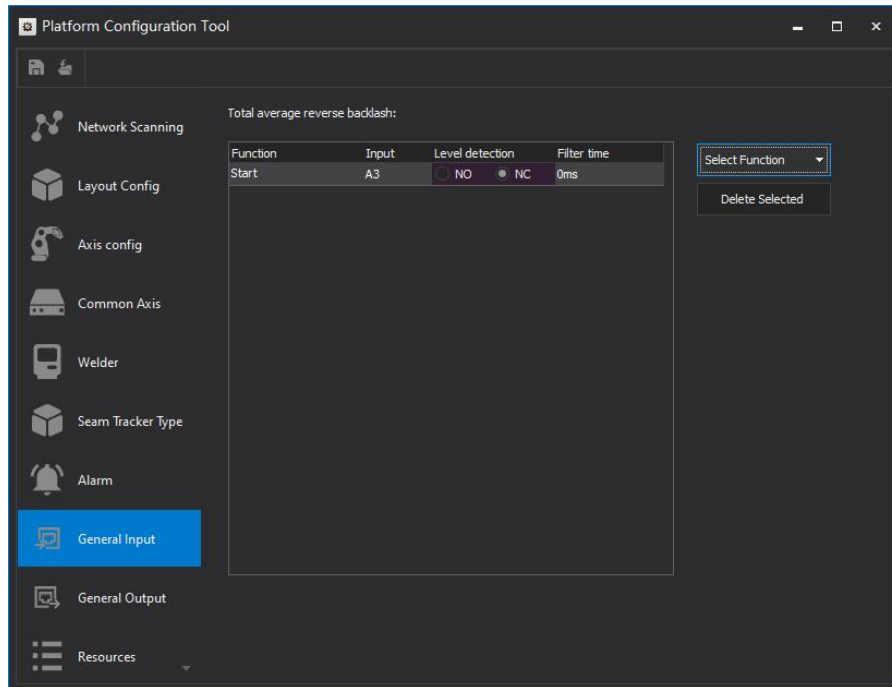 Platform Configuration Tool
Network Scanning
Layout Config
Axis config
Common Axis
Welder
Seam Tracker Type
Alarm
General Input
General Output
Resources
Total average reverse backlash:
Function Input Level detection Filter time
Start A3 NO NC 0ms
Select Function
Delete Selected